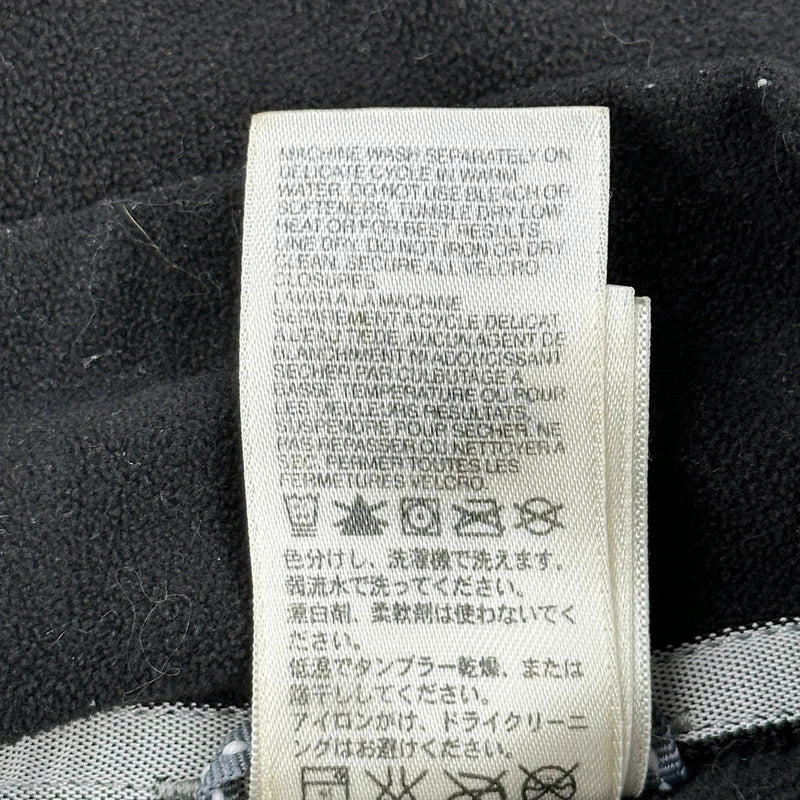 MACHINE WASH SEPARATELY ON
DELICATE CYCLE IN WARM
WATER. DO NOT USE BLEACH OR
SOFTENERS. TUMBLE DRY LOW
HEAT OR FOR BEST RESULTS
LINE DRY. DO NOT IRON OR DRY
CLEAN. SECURE ALL VELCRO
CLOSURES.
LAVAR A LA MACHINE
SEPAREMENT A CYCLE DELICAT,
A L'EAU TIEDE. AUCUN AGENT DE
BLANCHIMENT NI ADOUCISSANT
SECHER PAR CULBUTAGE A
BASSE TEMPERATURE OU POUR
LES MEILLEURS RESULTATS,
SUSPENDRE POUR SECHER. NE
PAS REPASSER OU NETTOYER A
SEC. FERMER TOUTES LES
FERMETURES VELCRO.
色分けし、洗濯機で洗えます。
弱流水で洗ってください。
漂白剤、柔軟剤は使わないでく
ださい。
低温でタンブラー乾燥、または
陰干ししてください。
アイロンがけ、ドライクリーニ
ングはお避けください。